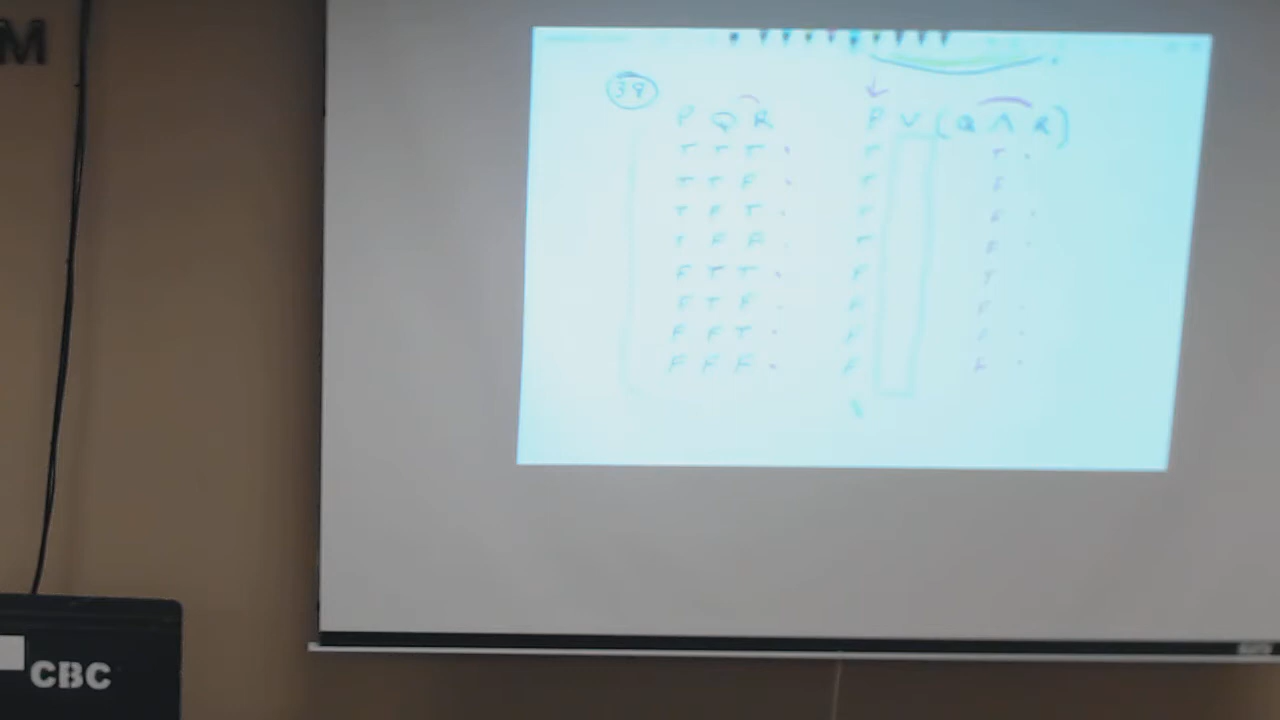 M
39
P Q R P V (Q Λ R)
T T T T T
T T F T F
T F T T F
T F F T F
F T T F T
F T F F F
F F T F F
F F F F F
CBC